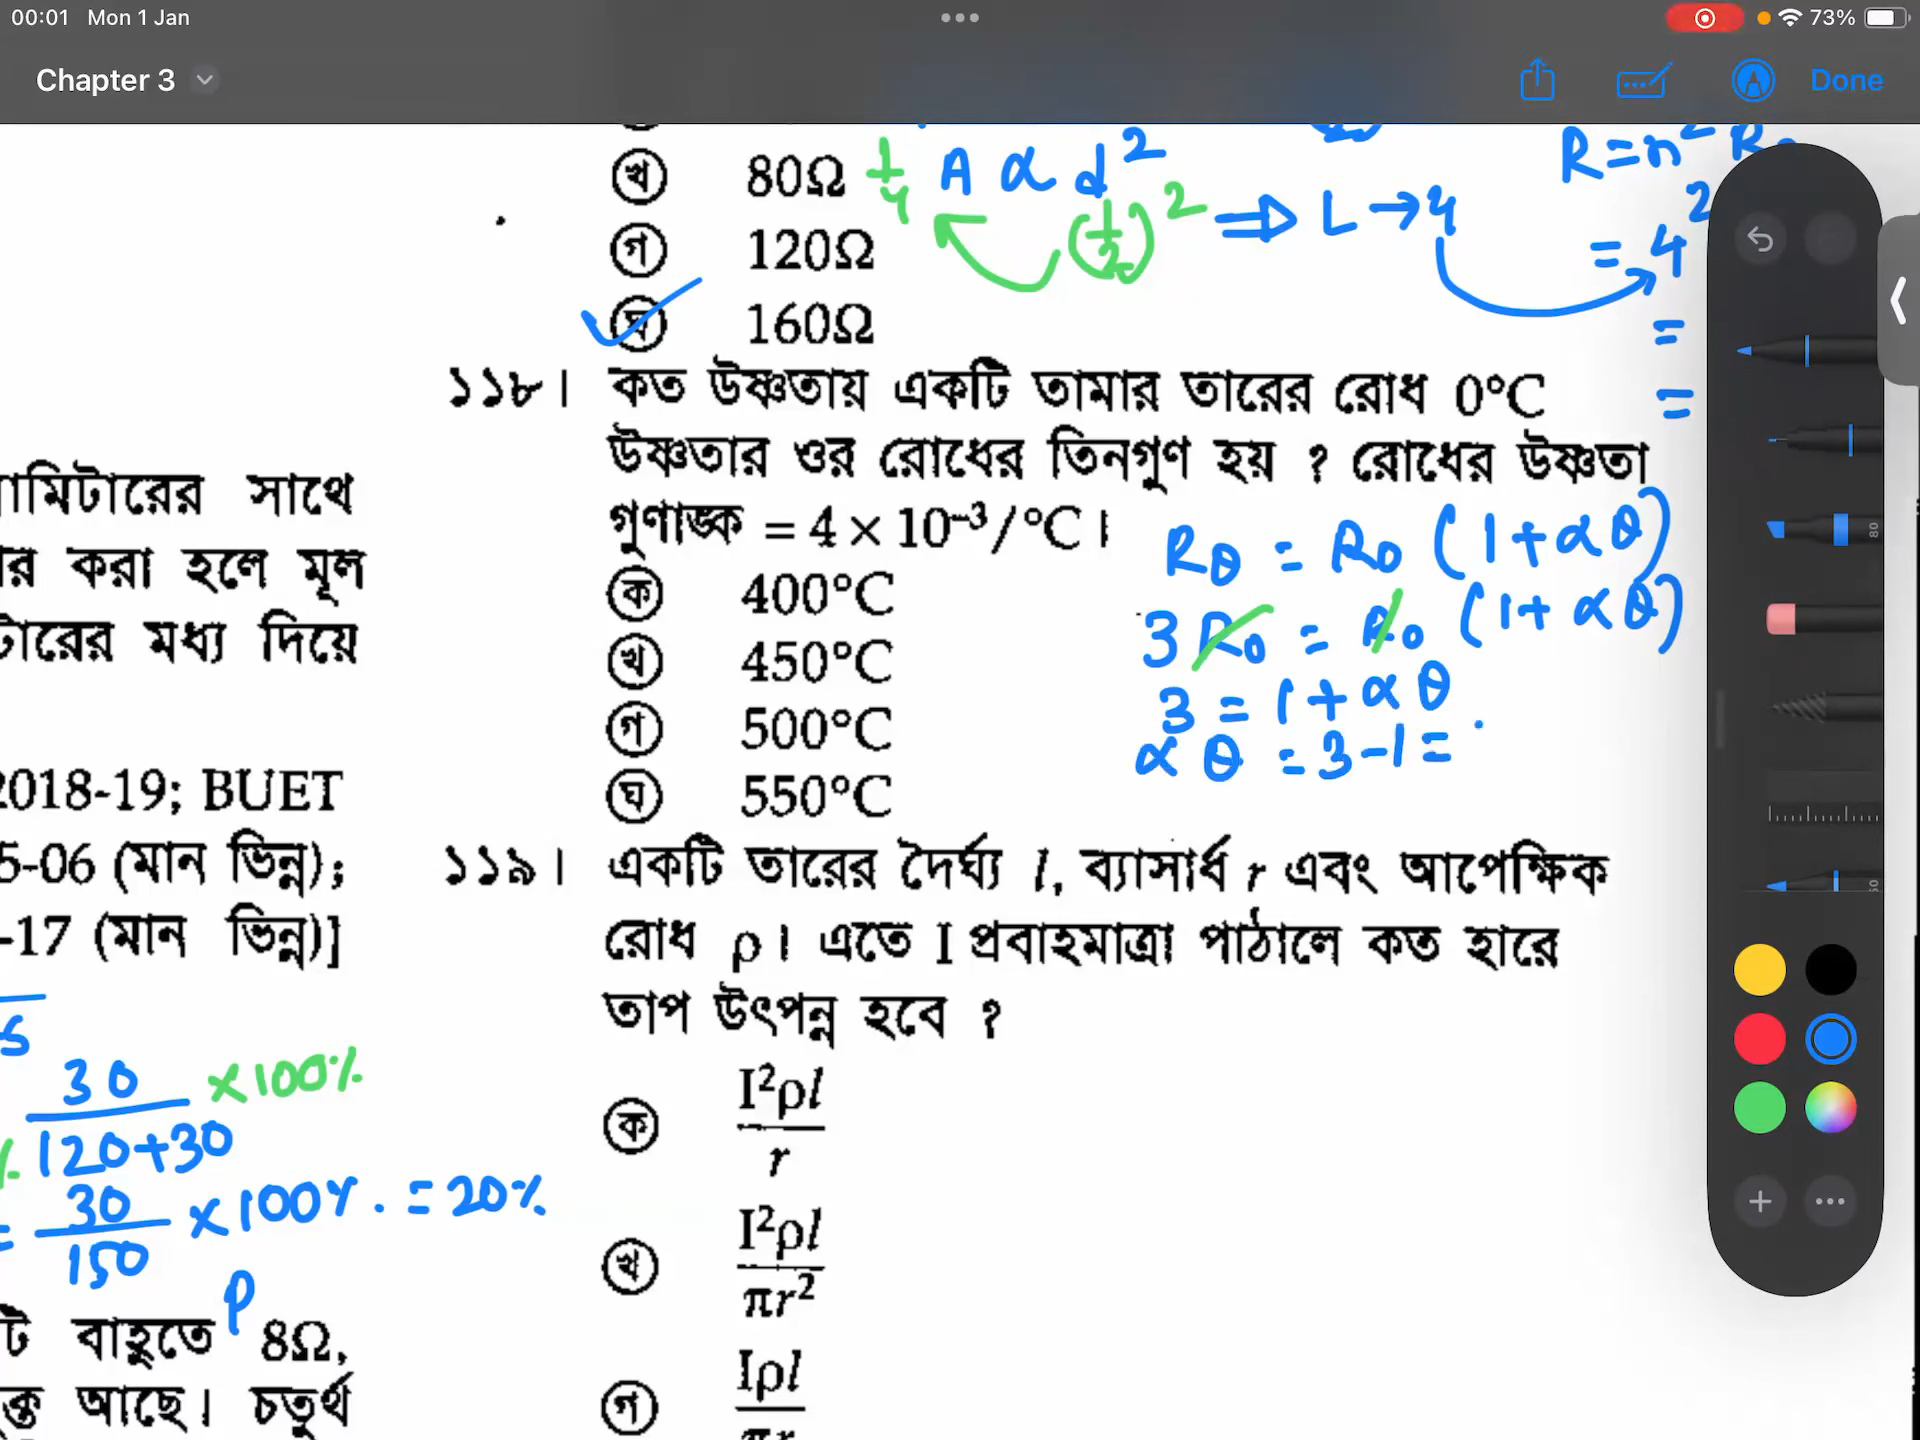 00:01 Mon 1 Jan
73%
Chapter 3
Done
খ 80Ω
গ 120Ω
ঘ 160Ω
1/4 A α d²
(1/2)²
⇒ L → 4
= 4²
=
=
১১৮। কত উষ্ণতায় একটি তামার তারের রোধ 0°C
উষ্ণতার ওর রোধের তিনগুণ হয় ? রোধের উষ্ণতা
গুণাঙ্ক = 4 × 10⁻³/°C।
ক 400°C
খ 450°C
গ 500°C
ঘ 550°C
Rθ = R₀ (1 + αθ)
3R₀ = R₀ (1 + αθ)
3 = 1 + αθ
αθ = 3 - 1 =
১১৯। একটি তারের দৈর্ঘ্য l, ব্যাসার্ধ r এবং আপেক্ষিক
রোধ ρ। এতে I প্রবাহমাত্রা পাঠালে কত হারে
তাপ উৎপন্ন হবে ?
ক I²ρl/r
খ I²ρl/πr²
গ Iρl
সাথে
করা হলে মূল
মধ্য দিয়ে
2018-19; BUET
5-06 (মান ভিন্ন);
-17 (মান ভিন্ন)]
30/120+30 ×100%
= 30/150 ×100% . = 20%
P
বাহুতে 8Ω,
আছে। চতুর্থ